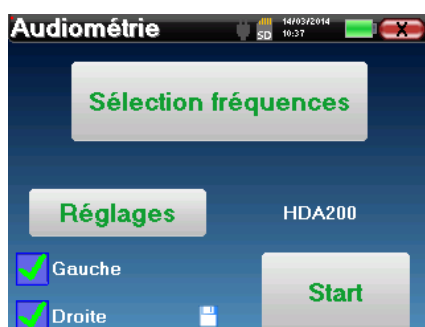 Audiométrie SD 14/03/2014
10:37 X
Sélection fréquences
Réglages HDA200
Gauche
Start
Droite